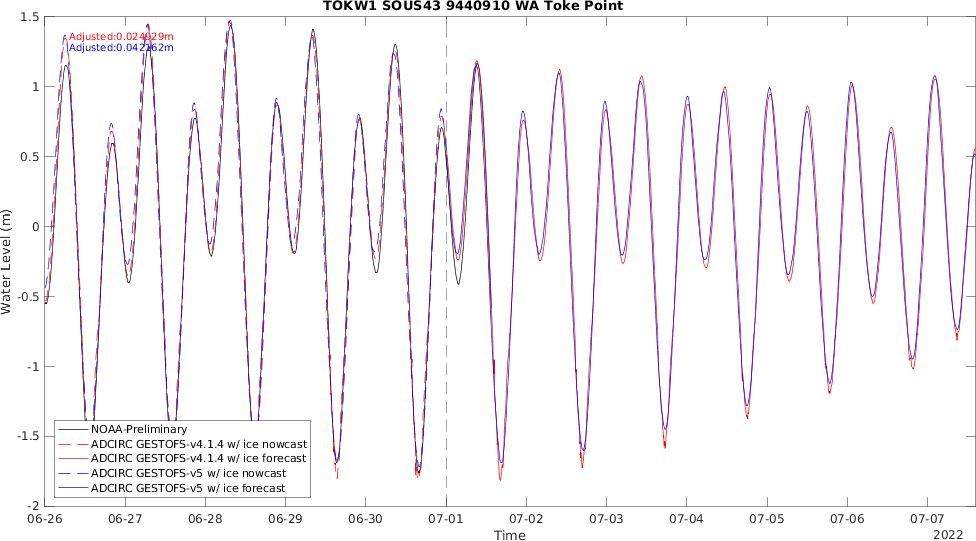 TOKW1 SOUS43 9440910 WA Toke Point
Adjusted:0.024929m
Adjusted:0.042162m
1.5
1
0.5
0
-0.5
-1
-1.5
-2
Water Level (m)
NOAA-Preliminary
ADCIRC GESTOFS-v4.1.4 w/ ice nowcast
ADCIRC GESTOFS-v4.1.4 w/ ice forecast
ADCIRC GESTOFS-v5 w/ ice nowcast
ADCIRC GESTOFS-v5 w/ ice forecast
06-26 06-27 06-28 06-29 06-30 07-01 07-02 07-03 07-04 07-05 07-06 07-07
Time
2022